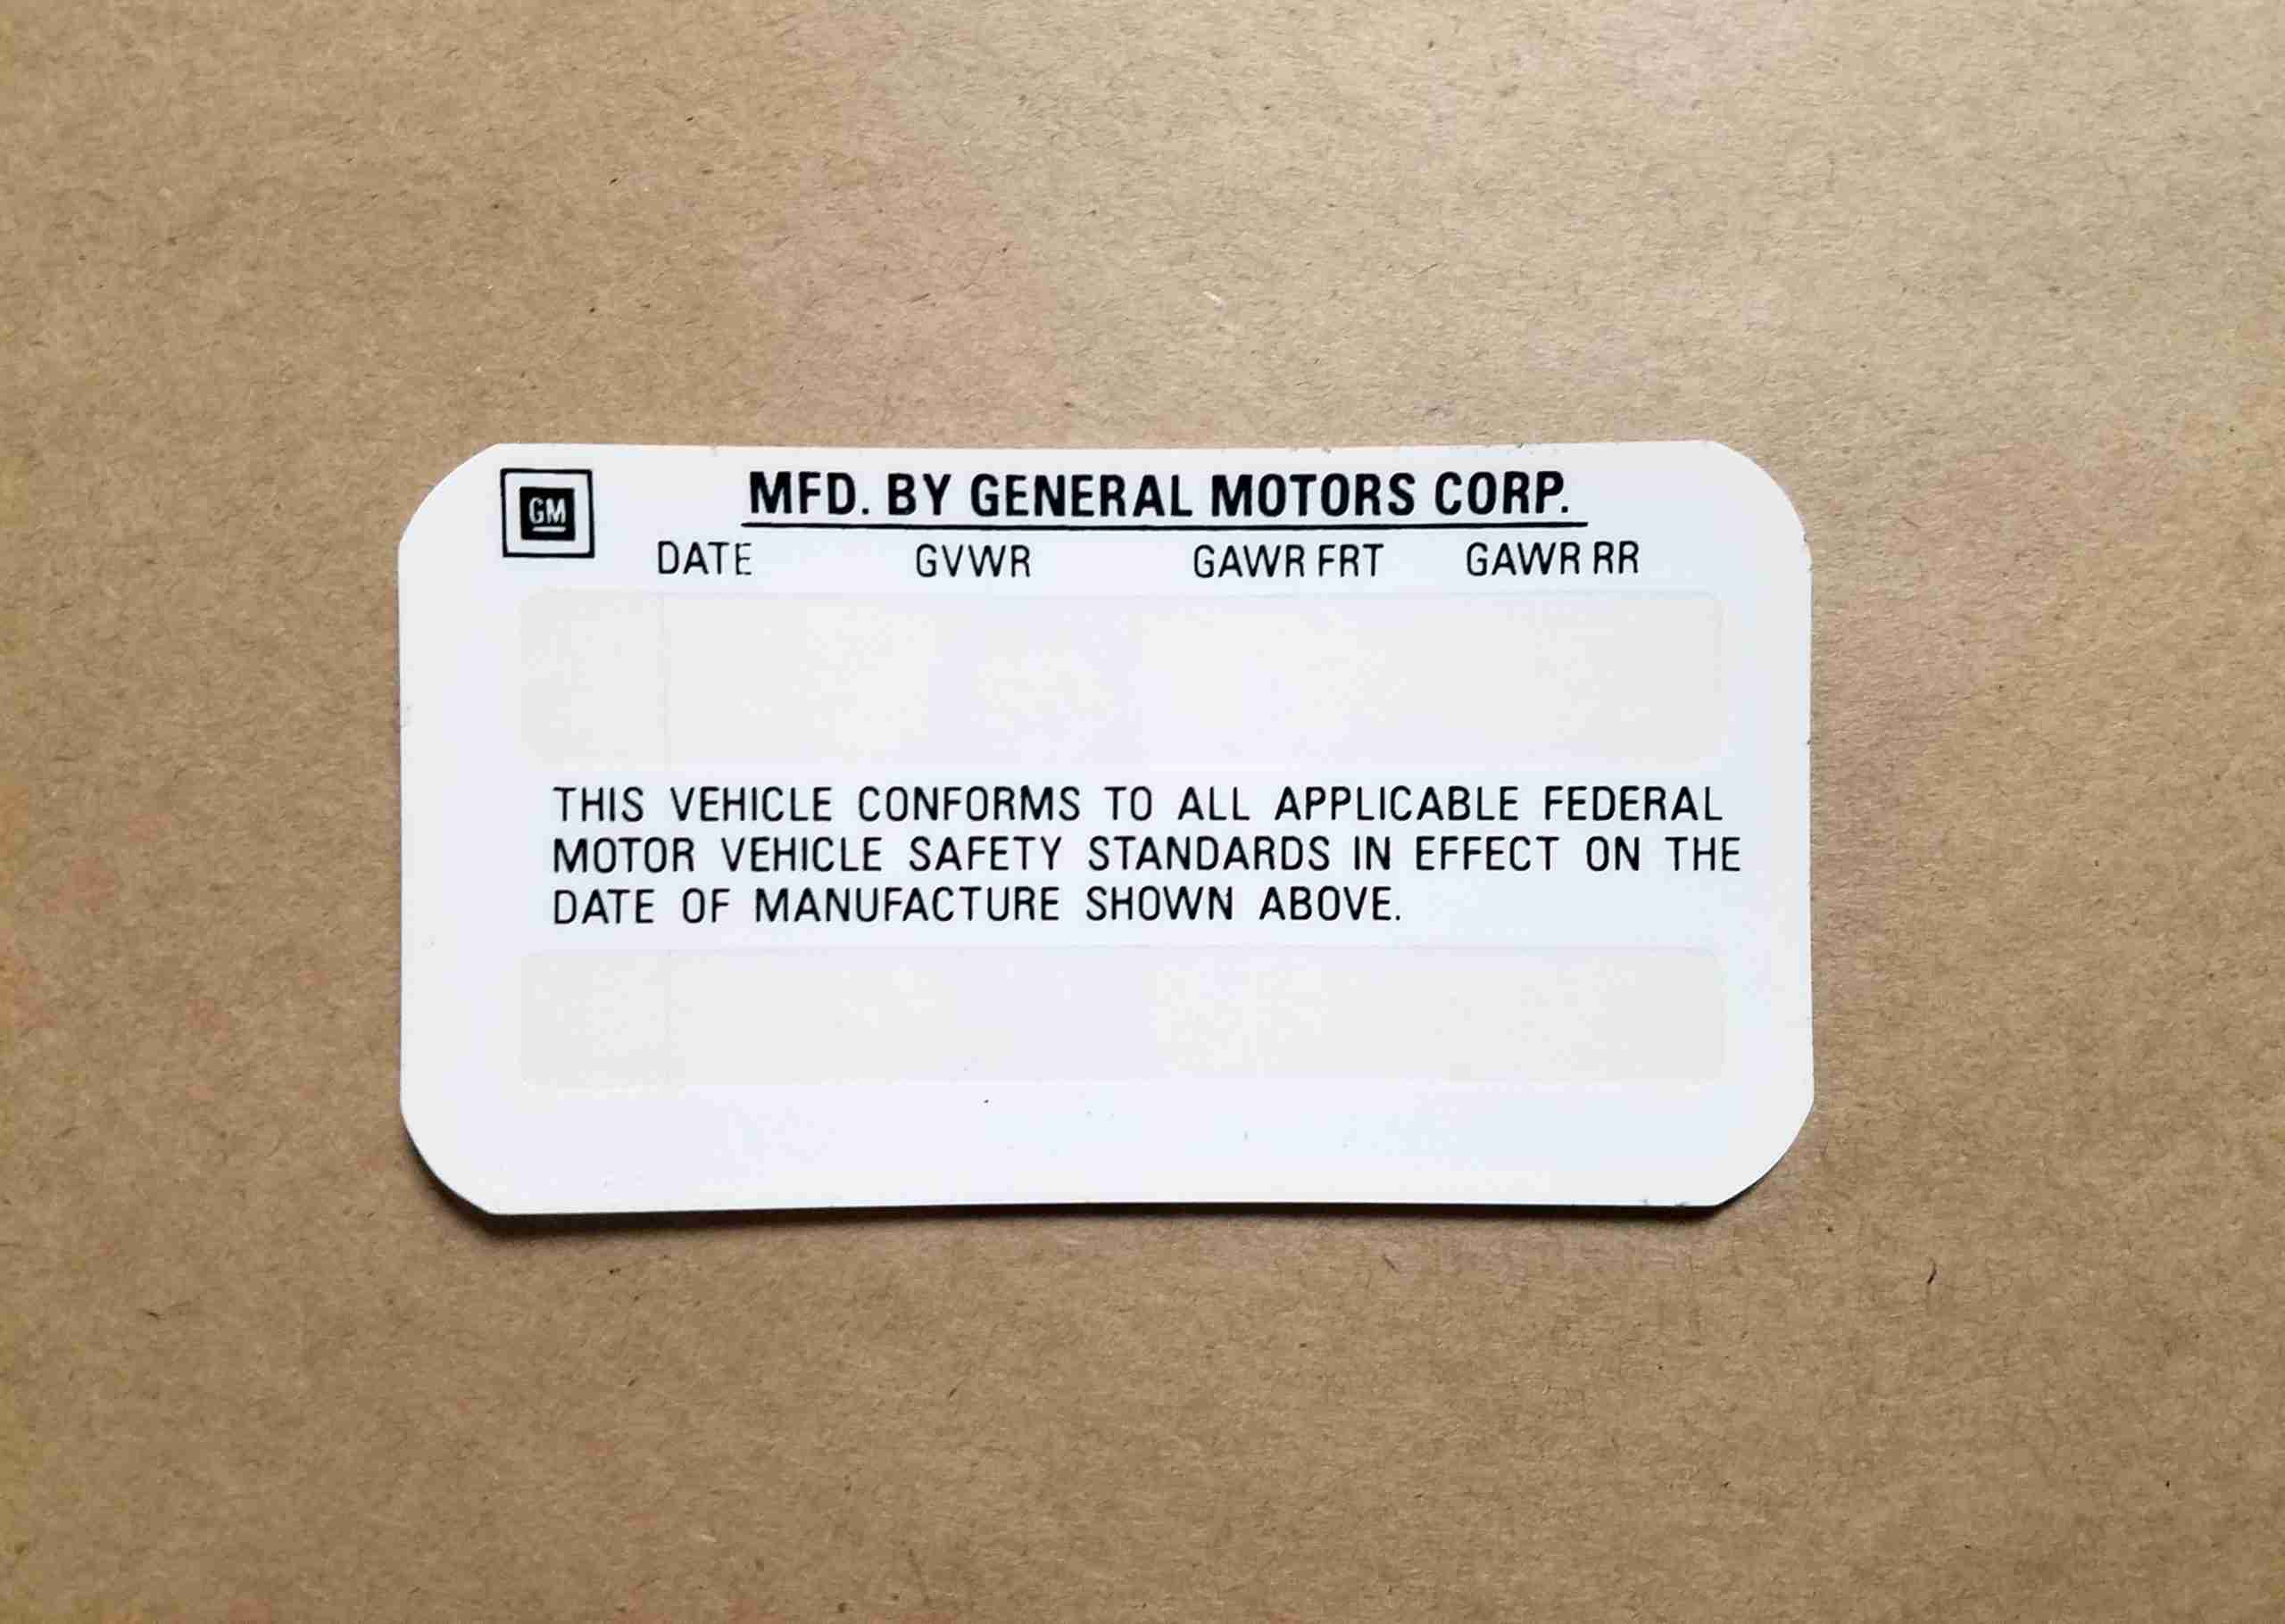 GM
MFD. BY GENERAL MOTORS CORP.
DATE GVWR GAWR FRT GAWR RR
THIS VEHICLE CONFORMS TO ALL APPLICABLE FEDERAL
MOTOR VEHICLE SAFETY STANDARDS IN EFFECT ON THE
DATE OF MANUFACTURE SHOWN ABOVE.